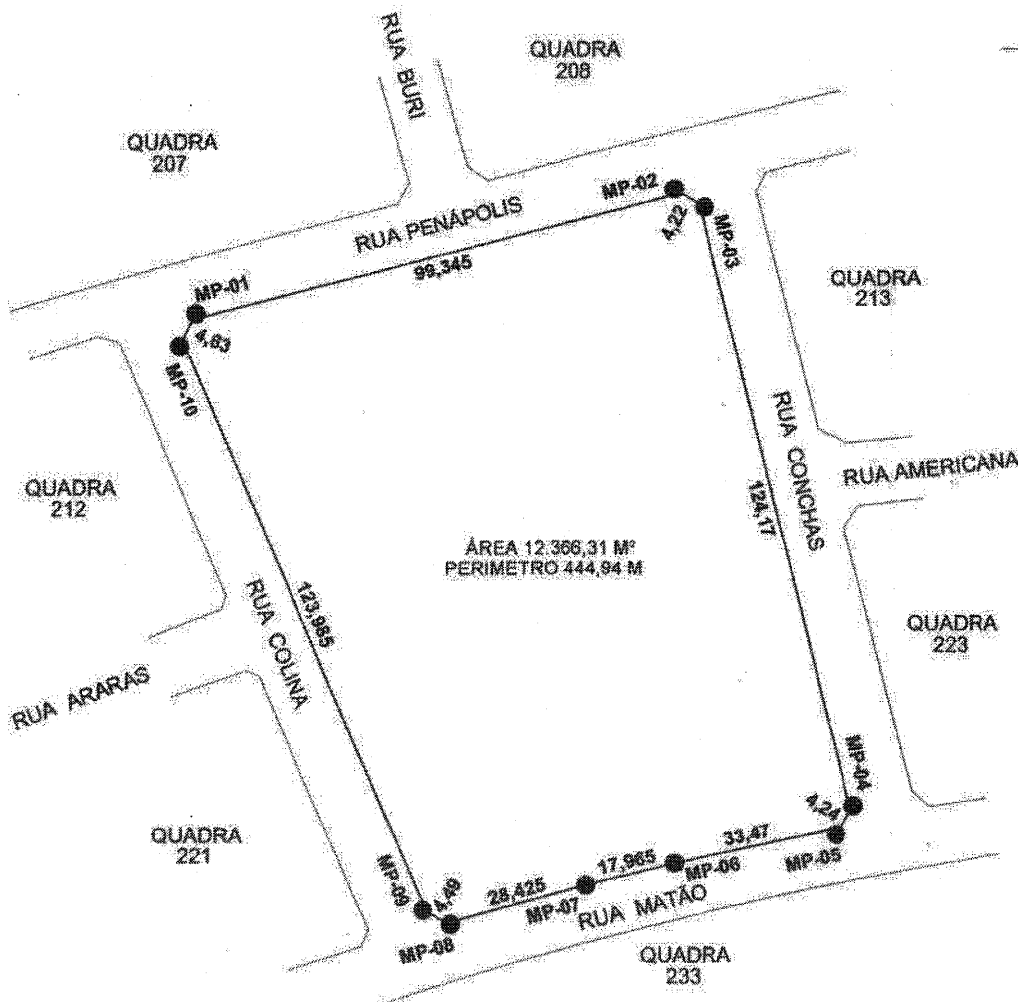 RUA BURI
QUADRA
208
QUADRA
207
MP-02
RUA PENÁPOLIS
4,22
MP-03
99,345
QUADRA
213
MP-01
4,63
MP-10
RUA CONCHAS
RUA AMERICANA
QUADRA
212
124,17
ÁREA 12.366,31 M²
PERIMETRO 444,94 M
123,985
RUA COLINA
QUADRA
223
RUA ARARAS
MP-04
4,24
QUADRA
221
33,47
MP-05
MP-09
4,49
17,965
MP-06
28,425
MP-07
RUA MATÃO
MP-08
QUADRA
233